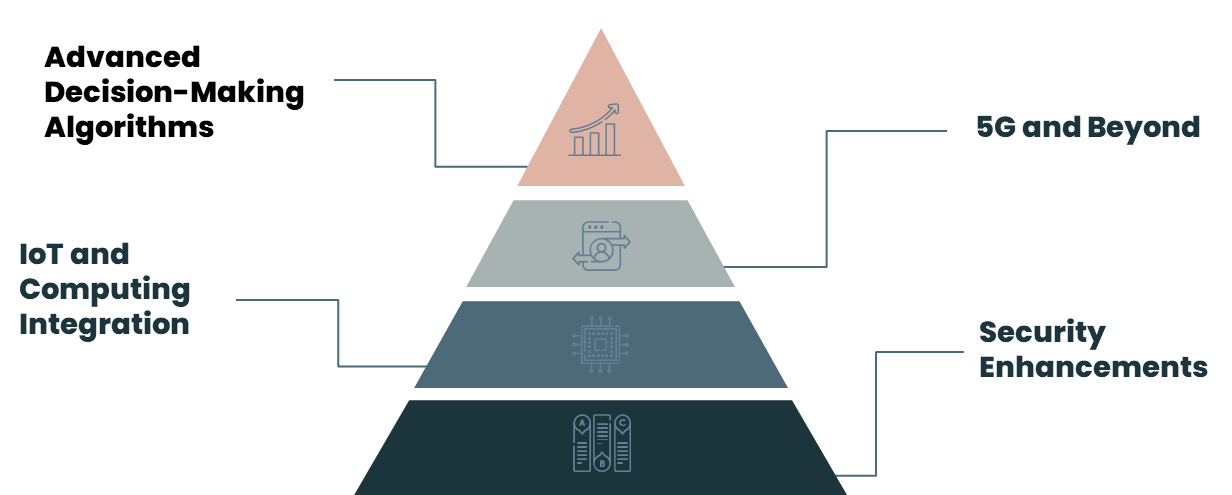 Advanced
Decision-Making
Algorithms
5G and Beyond
IoT and
Computing
Integration
Security
Enhancements
A
C
B